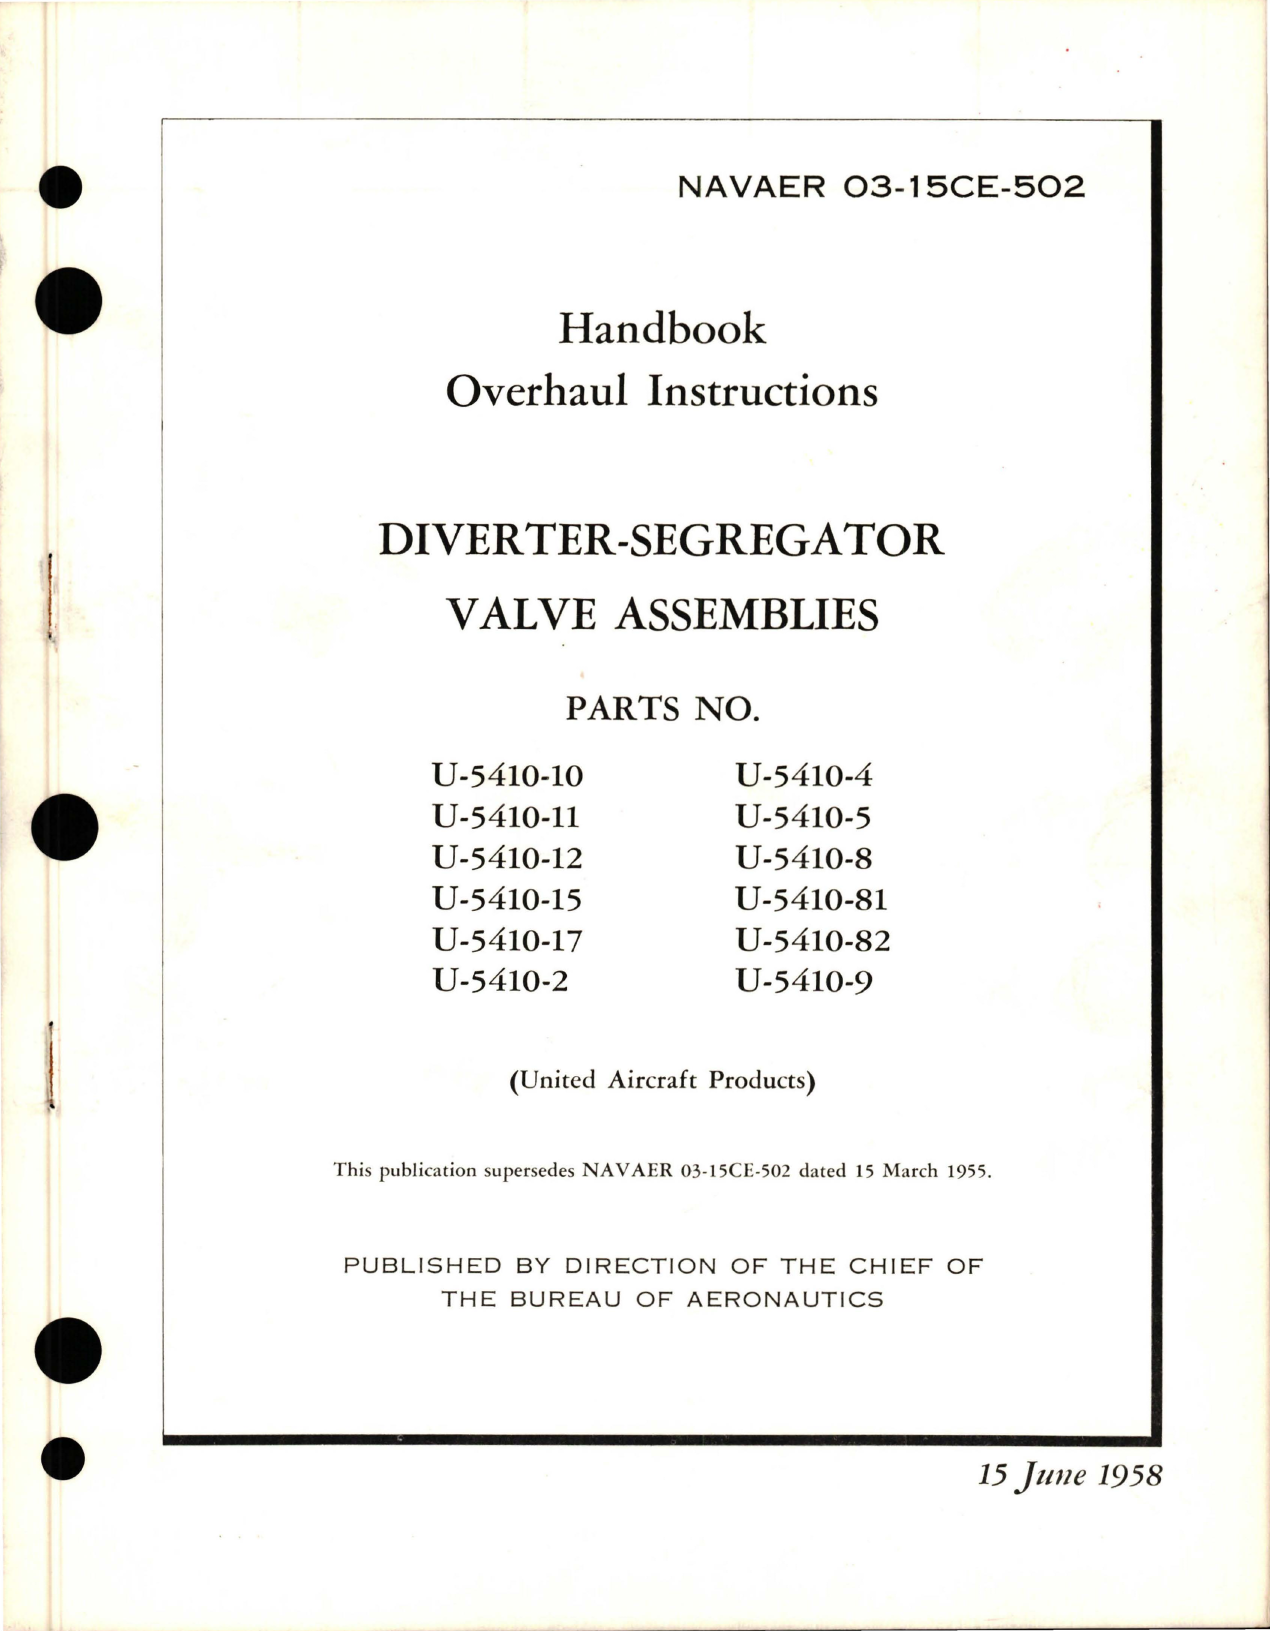 NAVAER 03-15CE-502
Handbook
Overhaul Instructions
DIVERTER-SEGREGATOR
VALVE ASSEMBLIES
PARTS NO.
U-5410-10 U-5410-4
U-5410-11 U-5410-5
U-5410-12 U-5410-8
U-5410-15 U-5410-81
U-5410-17 U-5410-82
U-5410-2 U-5410-9
(United Aircraft Products)
This publication supersedes NAVAER 03-15CE-502 dated 15 March 1955.
PUBLISHED BY DIRECTION OF THE CHIEF OF
THE BUREAU OF AERONAUTICS
15 June 1958